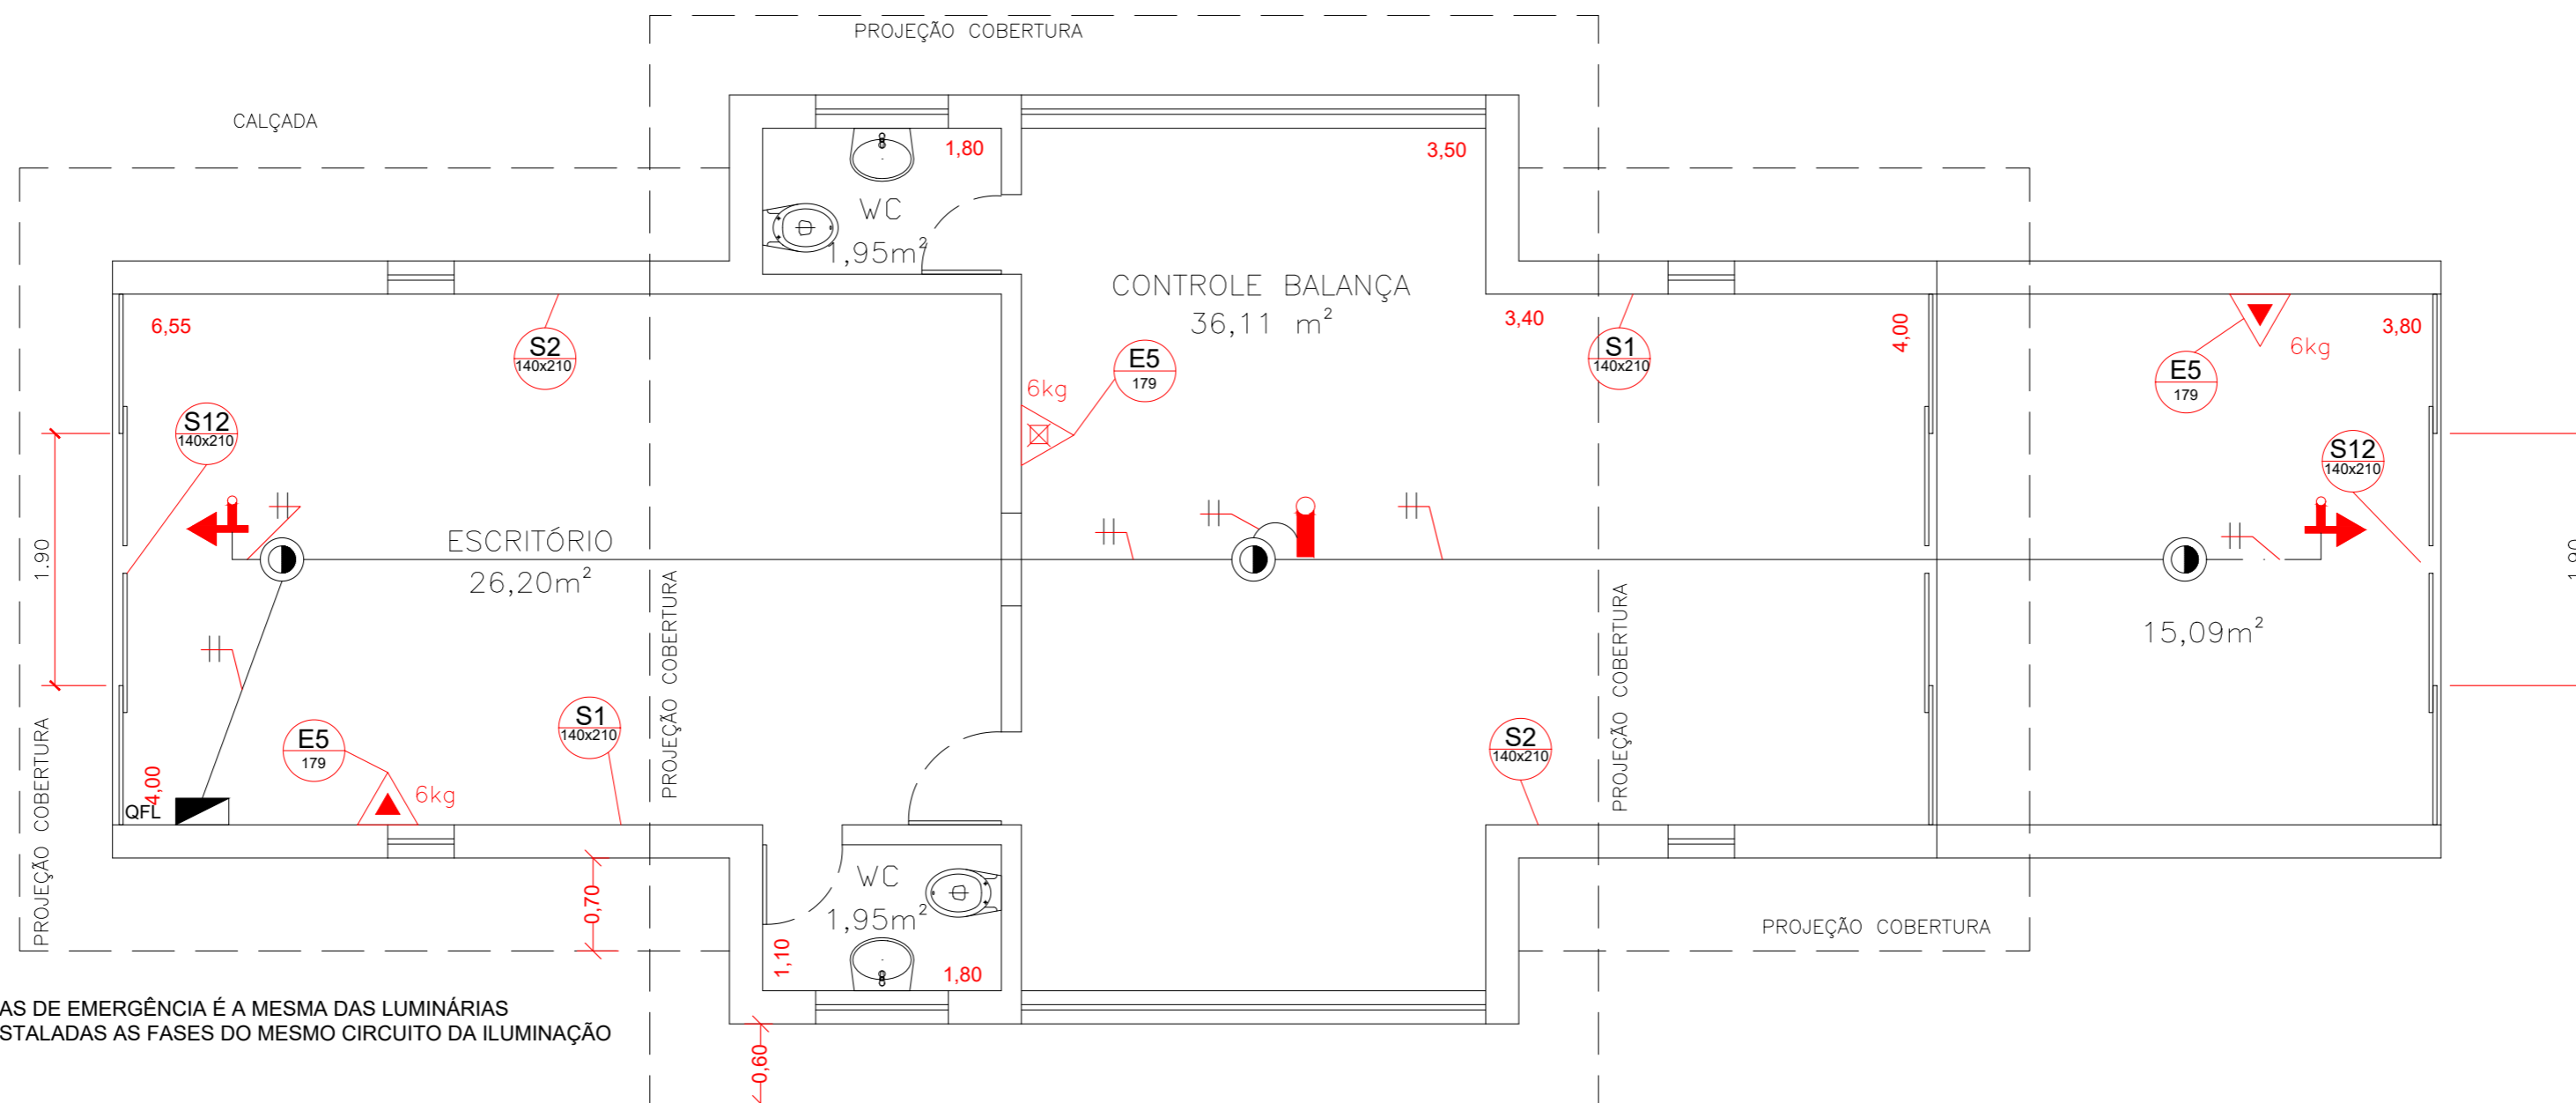 PROJEÇÃO COBERTURA
CALÇADA
1,80
3,50
WC
1,95m²
CONTROLE BALANÇA
36,11 m²
6,55
S2
140x210
E5
179
6kg
3,40
S1
140x210
4,00
E5
179
6kg
3,80
S12
140x210
S12
140x210
1.90
ESCRITÓRIO
26,20m²
1.90
15,09m²
PROJEÇÃO COBERTURA
PROJEÇÃO COBERTURA
PROJEÇÃO COBERTURA
E5
179
6kg
S1
140x210
S2
140x210
4,00
QFL
WC
1,95m²
0,70
1,10
1,80
PROJEÇÃO COBERTURA
AS DE EMERGÊNCIA É A MESMA DAS LUMINÁRIAS
STALADAS AS FASES DO MESMO CIRCUITO DA ILUMINAÇÃO
0,60